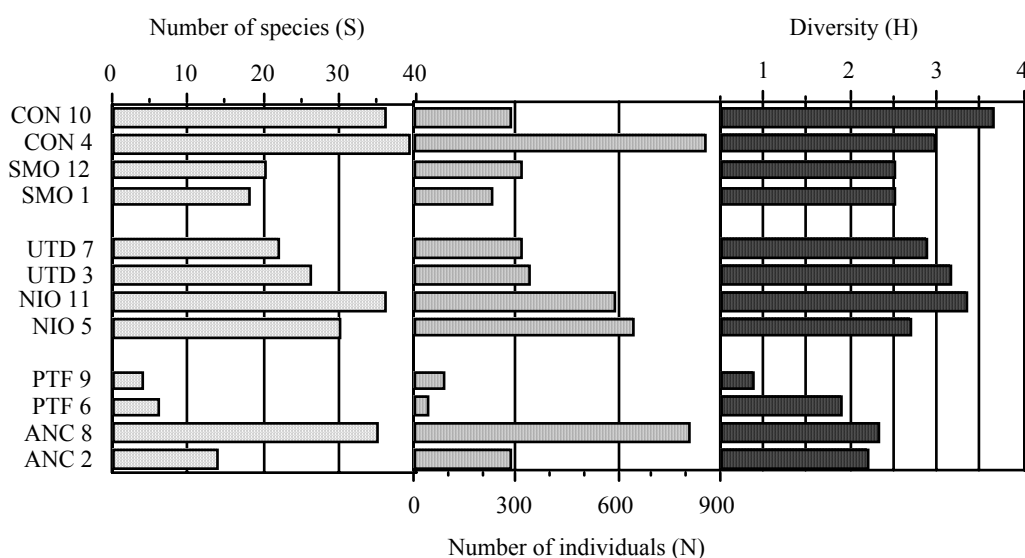 Number of species (S) Diversity (H)
0 10 20 30 40 1 2 3 4
CON 10
CON 4
SMO 12
SMO 1
UTD 7
UTD 3
NIO 11
NIO 5
PTF 9
PTF 6
ANC 8
ANC 2
0 300 600 900
Number of individuals (N)